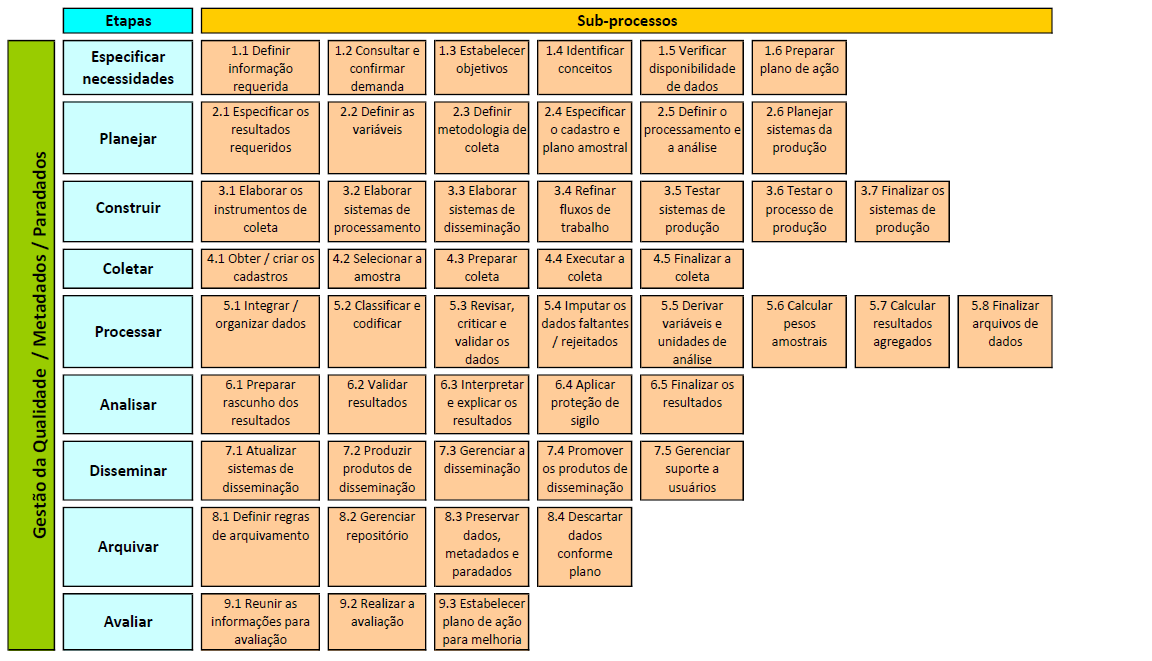 Etapas
Sub-processos
Gestão da Qualidade / Metadados / Paradados
Especificar
necessidades
1.1 Definir
informação
requerida
1.2 Consultar e
confirmar
demanda
1.3 Estabelecer
objetivos
1.4 Identificar
conceitos
1.5 Verificar
disponibilidade
de dados
1.6 Preparar
plano de ação
Planejar
2.1 Especificar os
resultados
requeridos
2.2 Definir as
variáveis
2.3 Definir
metodologia de
coleta
2.4 Especificar
o cadastro e
plano amostral
2.5 Definir o
processamento e
a análise
2.6 Planejar
sistemas da
produção
Construir
3.1 Elaborar os
instrumentos de
coleta
3.2 Elaborar
sistemas de
processamento
3.3 Elaborar
sistemas de
disseminação
3.4 Refinar
fluxos de
trabalho
3.5 Testar
sistemas de
produção
3.6 Testar o
processo de
produção
3.7 Finalizar os
sistemas de
produção
Coletar
4.1 Obter / criar os
cadastros
4.2 Selecionar a
amostra
4.3 Preparar
coleta
4.4 Executar a
coleta
4.5 Finalizar a
coleta
Processar
5.1 Integrar /
organizar dados
5.2 Classificar e
codificar
5.3 Revisar,
criticar e
validar os
dados
5.4 Imputar os
dados faltantes
/ rejeitados
5.5 Derivar
variáveis e
unidades de
análise
5.6 Calcular
pesos
amostrais
5.7 Calcular
resultados
agregados
5.8 Finalizar
arquivos de
dados
Analisar
6.1 Preparar
rascunho dos
resultados
6.2 Validar
resultados
6.3 Interpretar
e explicar os
resultados
6.4 Aplicar
proteção de
sigilo
6.5 Finalizar os
resultados
Disseminar
7.1 Atualizar
sistemas de
disseminação
7.2 Produzir
produtos de
disseminação
7.3 Gerenciar a
disseminação
7.4 Promover
os produtos de
disseminação
7.5 Gerenciar
suporte a
usuários
Arquivar
8.1 Definir regras
de arquivamento
8.2 Gerenciar
repositório
8.3 Preservar
dados,
metadados e
paradados
8.4 Descartar
dados
conforme
plano
Avaliar
9.1 Reunir as
informações para
avaliação
9.2 Realizar a
avaliação
9.3 Estabelecer
plano de ação
para melhoria